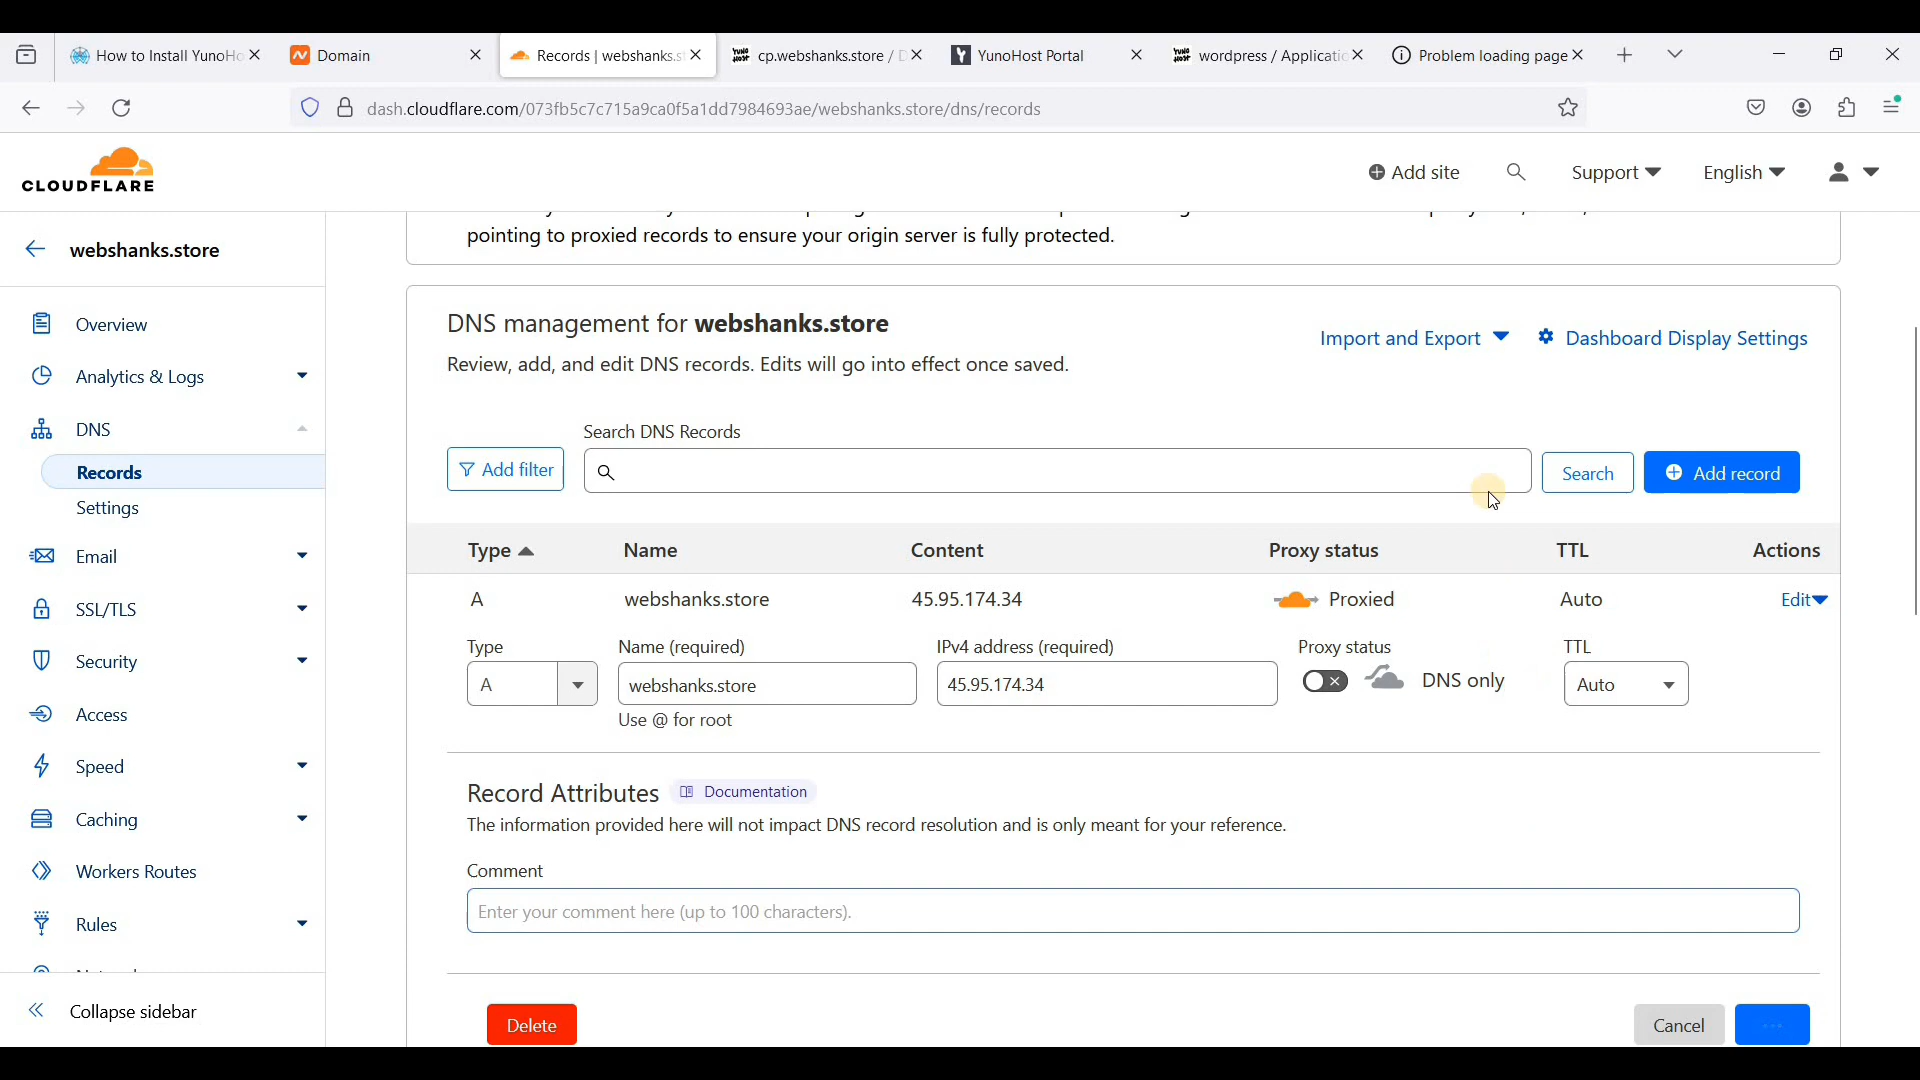 How to Install YunoHo
Domain
Records | webshanks.st
cp.webshanks.store / D
YunoHost Portal
wordpress / Applicatio
Problem loading page
dash.cloudflare.com/073fb5c7c715a9ca0f5a1dd7984693ae/webshanks.store/dns/records
CLOUDFLARE
Add site
Support
English
webshanks.store
Overview
Analytics & Logs
DNS
Records
Settings
Email
SSL/TLS
Security
Access
Speed
Caching
Workers Routes
Rules
Collapse sidebar
pointing to proxied records to ensure your origin server is fully protected.
DNS management for webshanks.store
Review, add, and edit DNS records. Edits will go into effect once saved.
Import and Export
Dashboard Display Settings
Search DNS Records
Add filter
Search
Add record
Type Name Content Proxy status TTL Actions
A webshanks.store 45.95.174.34 Proxied Auto Edit
Type Name (required) IPv4 address (required) Proxy status TTL
A webshanks.store 45.95.174.34 DNS only Auto
Use @ for root
Record Attributes Documentation
The information provided here will not impact DNS record resolution and is only meant for your reference.
Comment
Enter your comment here (up to 100 characters).
Delete
Cancel